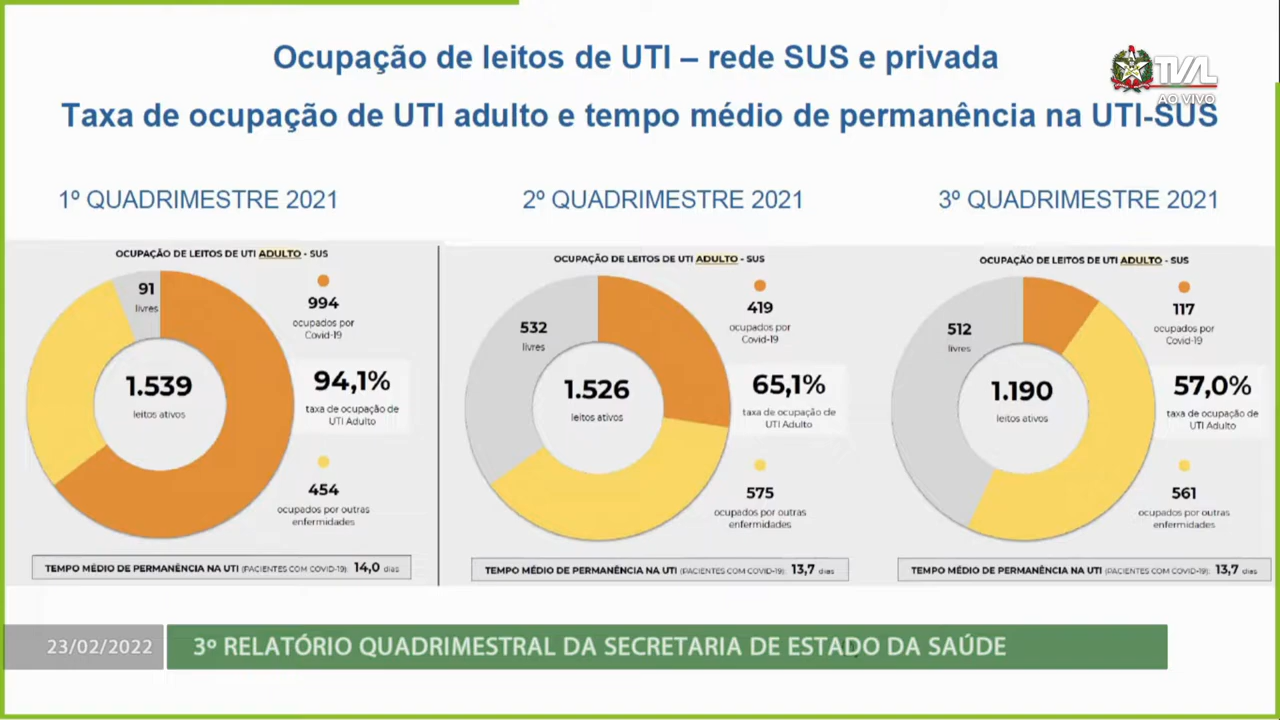 Ocupação de leitos de UTI – rede SUS e privada
TVAL
AO VIVO
Taxa de ocupação de UTI adulto e tempo médio de permanência na UTI-SUS
1º QUADRIMESTRE 2021
2º QUADRIMESTRE 2021
3º QUADRIMESTRE 2021
OCUPAÇÃO DE LEITOS DE UTI ADULTO - SUS
91
livres
994
ocupados por
Covid-19
1.539
leitos ativos
94,1%
taxa de ocupação de
UTI Adulto
454
ocupados por outras
enfermidades
TEMPO MÉDIO DE PERMANÊNCIA NA UTI (PACIENTES COM COVID-19): 14,0 dias
OCUPAÇÃO DE LEITOS DE UTI ADULTO - SUS
532
livres
419
ocupados por
Covid-19
1.526
leitos ativos
65,1%
taxa de ocupação de
UTI Adulto
575
ocupados por outras
enfermidades
TEMPO MÉDIO DE PERMANÊNCIA NA UTI (PACIENTES COM COVID-19): 13,7 dias
OCUPAÇÃO DE LEITOS DE UTI ADULTO - SUS
512
livres
117
ocupados por
Covid-19
1.190
leitos ativos
57,0%
taxa de ocupação de
UTI Adulto
561
ocupados por outras
enfermidades
TEMPO MÉDIO DE PERMANÊNCIA NA UTI (PACIENTES COM COVID-19): 13,7 dias
23/02/2022
3º RELATÓRIO QUADRIMESTRAL DA SECRETARIA DE ESTADO DA SAÚDE